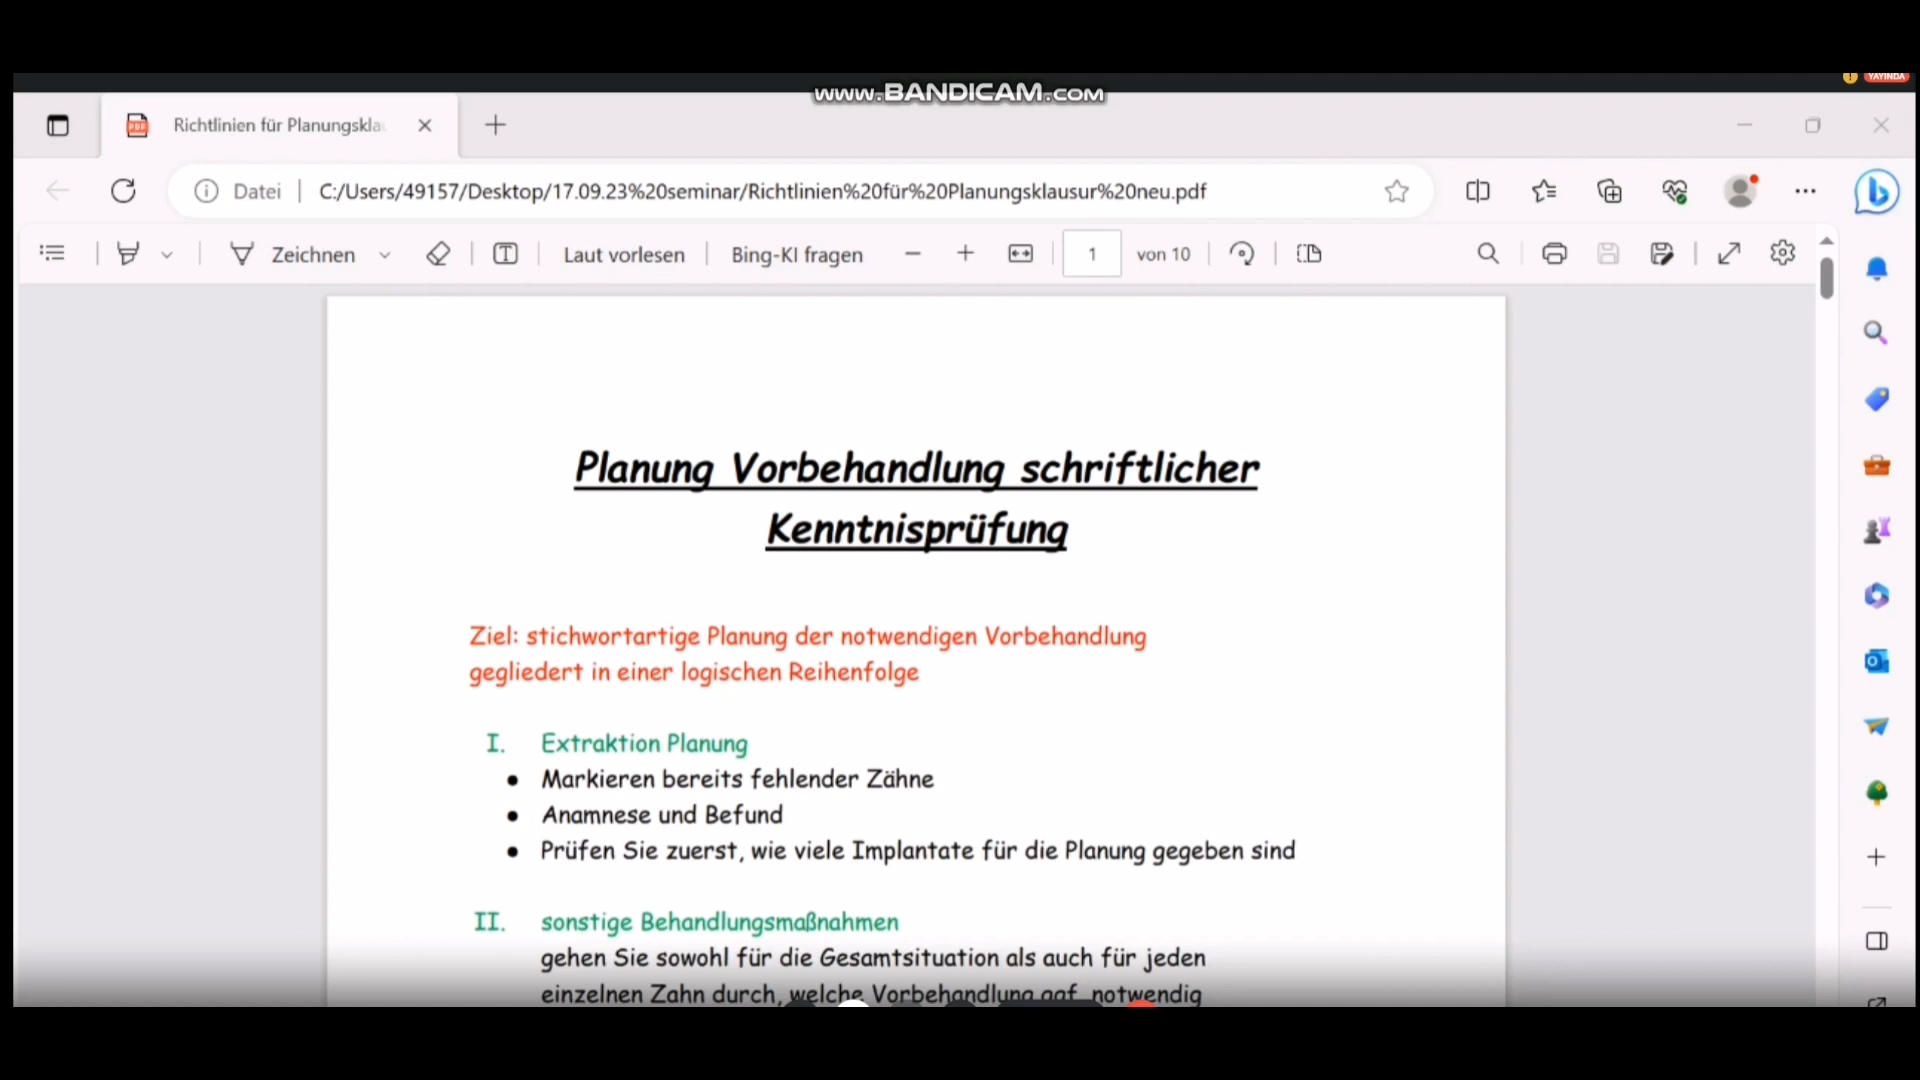 YAYINDA
www.BANDICAM.com
Richtlinien für Planungskla
Datei
C:/Users/49157/Desktop/17.09.23%20seminar/Richtlinien%20für%20Planungsklausur%20neu.pdf
Zeichnen
Laut vorlesen
Bing-KI fragen
1
von 10
Planung Vorbehandlung schriftlicher
Kenntnisprüfung
Ziel: stichwortartige Planung der notwendigen Vorbehandlung
gegliedert in einer logischen Reihenfolge
I. Extraktion Planung
• Markieren bereits fehlender Zähne
• Anamnese und Befund
• Prüfen Sie zuerst, wie viele Implantate für die Planung gegeben sind
II. sonstige Behandlungsmaßnahmen
gehen Sie sowohl für die Gesamtsituation als auch für jeden
einzelnen Zahn durch, welche Vorbehandlung ggf. notwendig